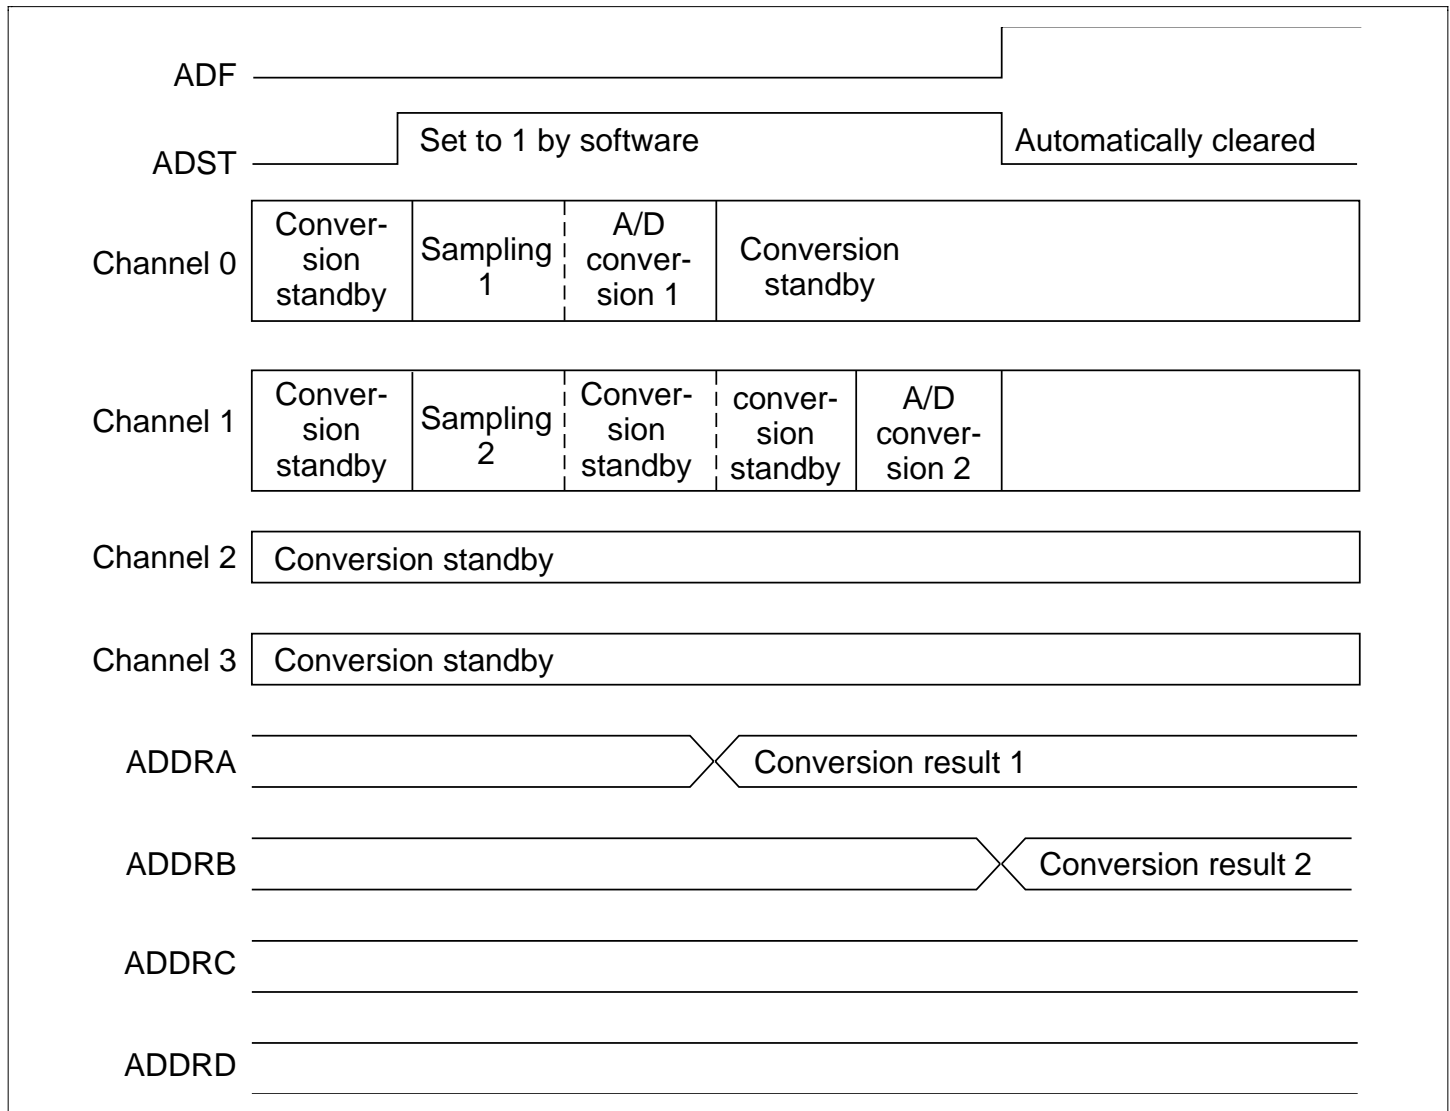 ADF
ADST
Set to 1 by software
Automatically cleared
Channel 0
Conver-
sion
standby
Sampling
1
A/D
conver-
sion 1
Conversion
standby
Channel 1
Conver-
sion
standby
Sampling
2
Conver-
sion
standby
conver-
sion
standby
A/D
conver-
sion 2
Channel 2
Conversion standby
Channel 3
Conversion standby
ADDRA
Conversion result 1
ADDRB
Conversion result 2
ADDRC
ADDRD